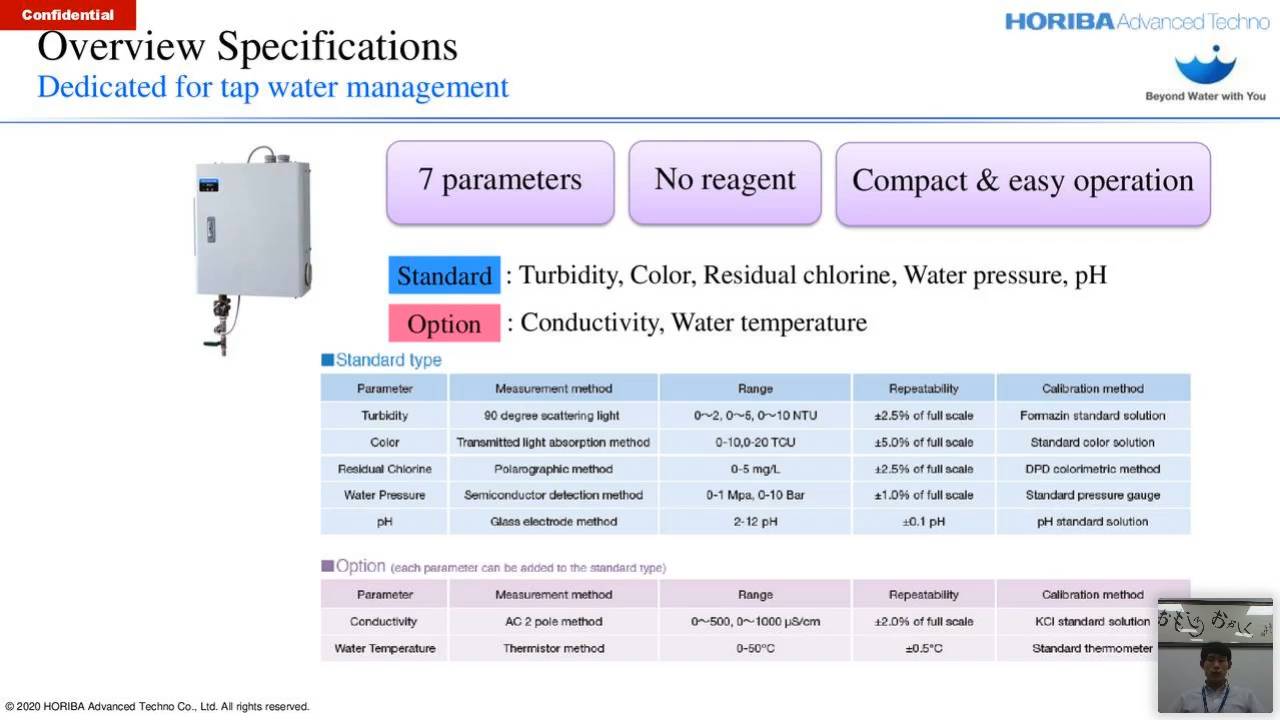 Confidential
HORIBA Advanced Techno
Overview Specifications
Dedicated for tap water management
Beyond Water with You
7 parameters
No reagent
Compact & easy operation
Standard : Turbidity, Color, Residual chlorine, Water pressure, pH
Option : Conductivity, Water temperature
■Standard type
Parameter Measurement method Range Repeatability Calibration method
Turbidity 90 degree scattering light 0〜2, 0〜5, 0〜10 NTU ±2.5% of full scale Formazin standard solution
Color Transmitted light absorption method 0-10,0-20 TCU ±5.0% of full scale Standard color solution
Residual Chlorine Polarographic method 0-5 mg/L ±2.5% of full scale DPD colorimetric method
Water Pressure Semiconductor detection method 0-1 Mpa, 0-10 Bar ±1.0% of full scale Standard pressure gauge
pH Glass electrode method 2-12 pH ±0.1 pH pH standard solution
■Option (each parameter can be added to the standard type)
Parameter Measurement method Range Repeatability Calibration method
Conductivity AC 2 pole method 0〜500, 0〜1000 μS/cm ±2.0% of full scale KCl standard solution
Water Temperature Thermistor method 0-50°C ±0.5°C Standard thermometer
おもしろ おかしく
© 2020 HORIBA Advanced Techno Co., Ltd. All rights reserved.